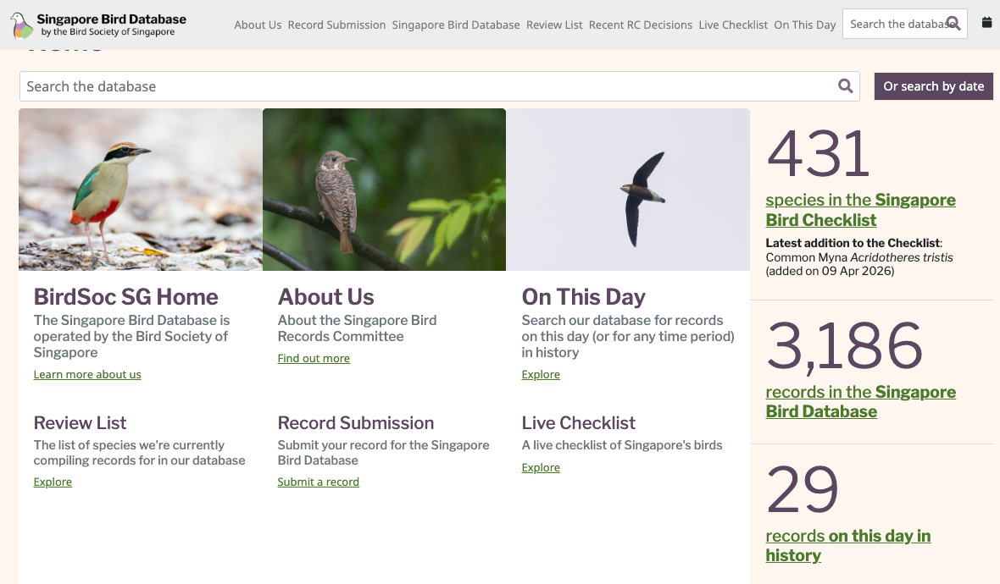 Singapore Bird Database
by the Bird Society of Singapore
About Us Record Submission Singapore Bird Database Review List Recent RC Decisions Live Checklist On This Day
Search the database
Home
Search the database
Or search by date
BirdSoc SG Home
The Singapore Bird Database is
operated by the Bird Society of
Singapore
Learn more about us
About Us
About the Singapore Bird
Records Committee
Find out more
On This Day
Search our database for records
on this day (or for any time period)
in history
Explore
Review List
The list of species we're currently
compiling records for in our database
Explore
Record Submission
Submit your record for the Singapore
Bird Database
Submit a record
Live Checklist
A live checklist of Singapore's birds
Explore
431
species in the Singapore
Bird Checklist
Latest addition to the Checklist:
Common Myna Acridotheres tristis
(added on 09 Apr 2026)
3,186
records in the Singapore
Bird Database
29
records on this day in
history